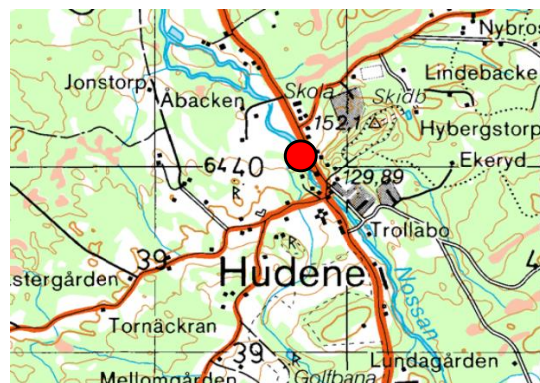 Nybros
Jonstorp
Lindebacke
Åbacken
Skola
Skidb
152,1
Hybergstorp
6440
129,89
Ekeryd
39
Trollabo
stergården
Hudene
4
Nossan
Tornäckran
39
Mellomgården
Golfbana
Lundagården